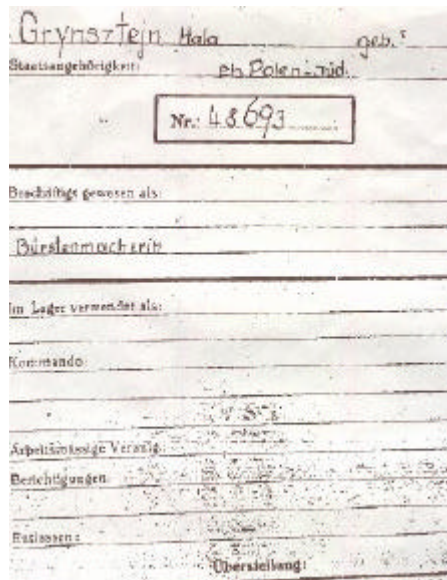 Grynsztejn Hala geb.
Staatsangehörigkeit: eh. Polen. Jüd.
Nr.: 48693
Beschäftigt gewesen als:
Bürstenmacherin
Im Lager verwendet als:
Kommando:
Arbeitsmässige Veranlg.
Berichtigungen
Entlassen:
Überstellung: